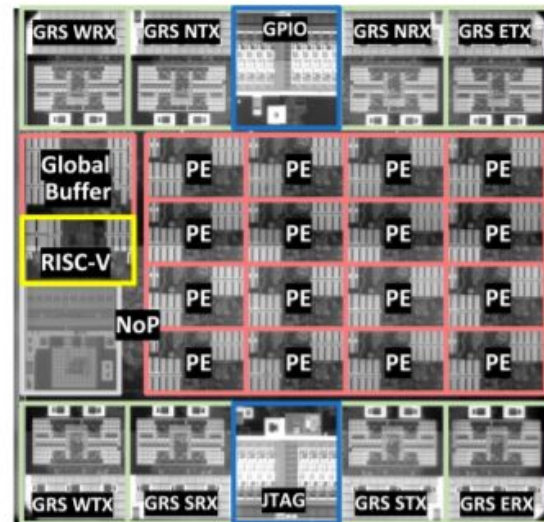 GRS WRX GRS NTX GPIO GRS NRX GRS ETX
Global
Buffer
PE PE PE PE
PE PE PE PE
RISC-V
PE PE PE PE
NoP
PE PE PE PE
GRS WTX GRS SRX JTAG GRS STX GRS ERX